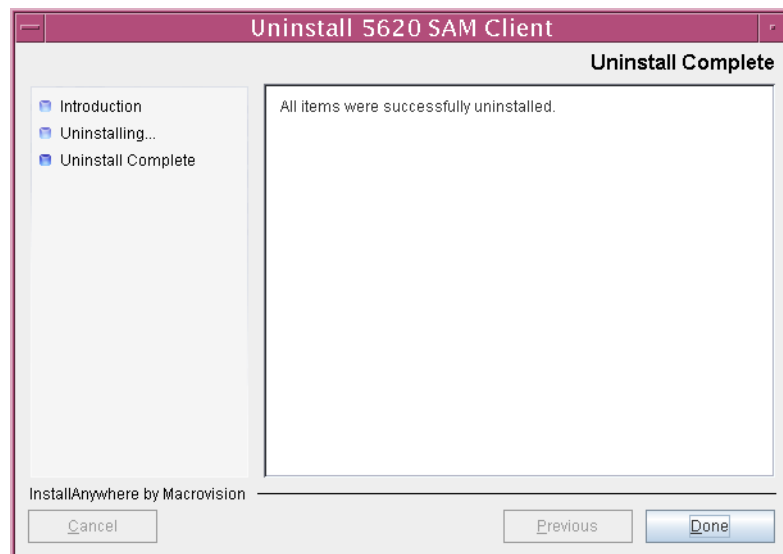 Uninstall 5620 SAM Client
Uninstall Complete
Introduction
Uninstalling...
Uninstall Complete
All items were successfully uninstalled.
InstallAnywhere by Macrovision
Cancel
Previous
Done